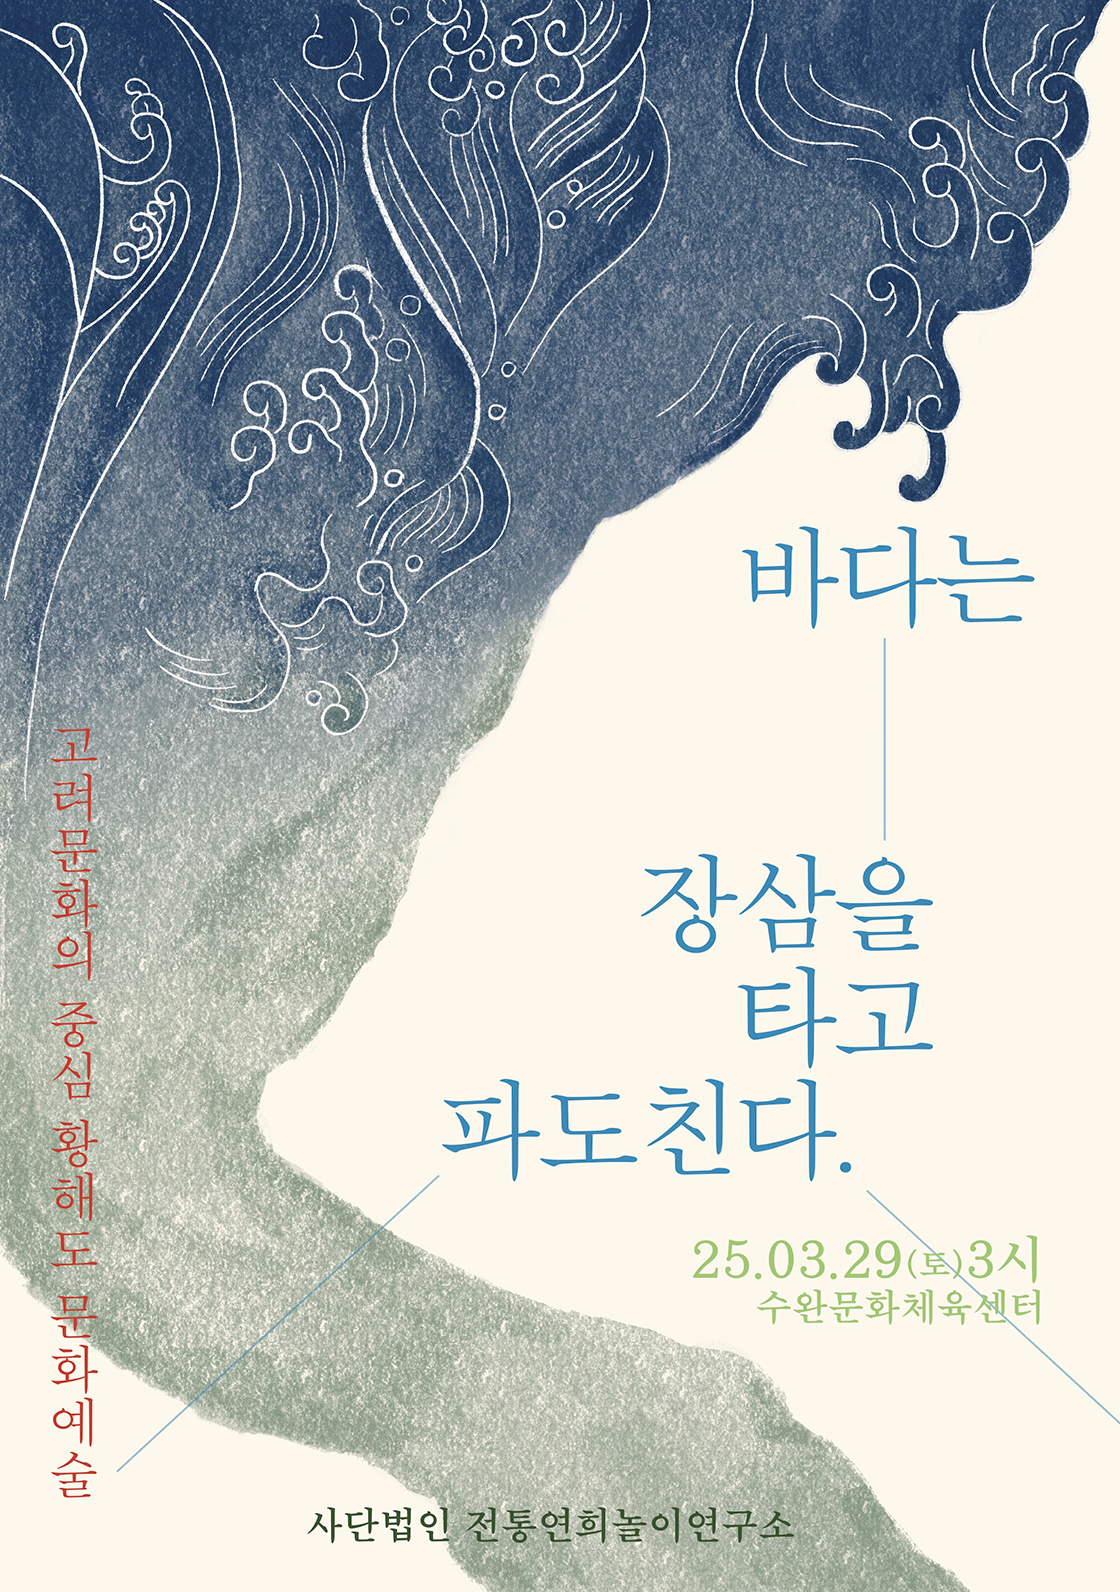 바다는
장삼을
타고
파도친다.
25.03.29(토)3시
수완문화체육센터
고려문화의 중심 황해도 문화예술
사단법인 전통연희놀이연구소